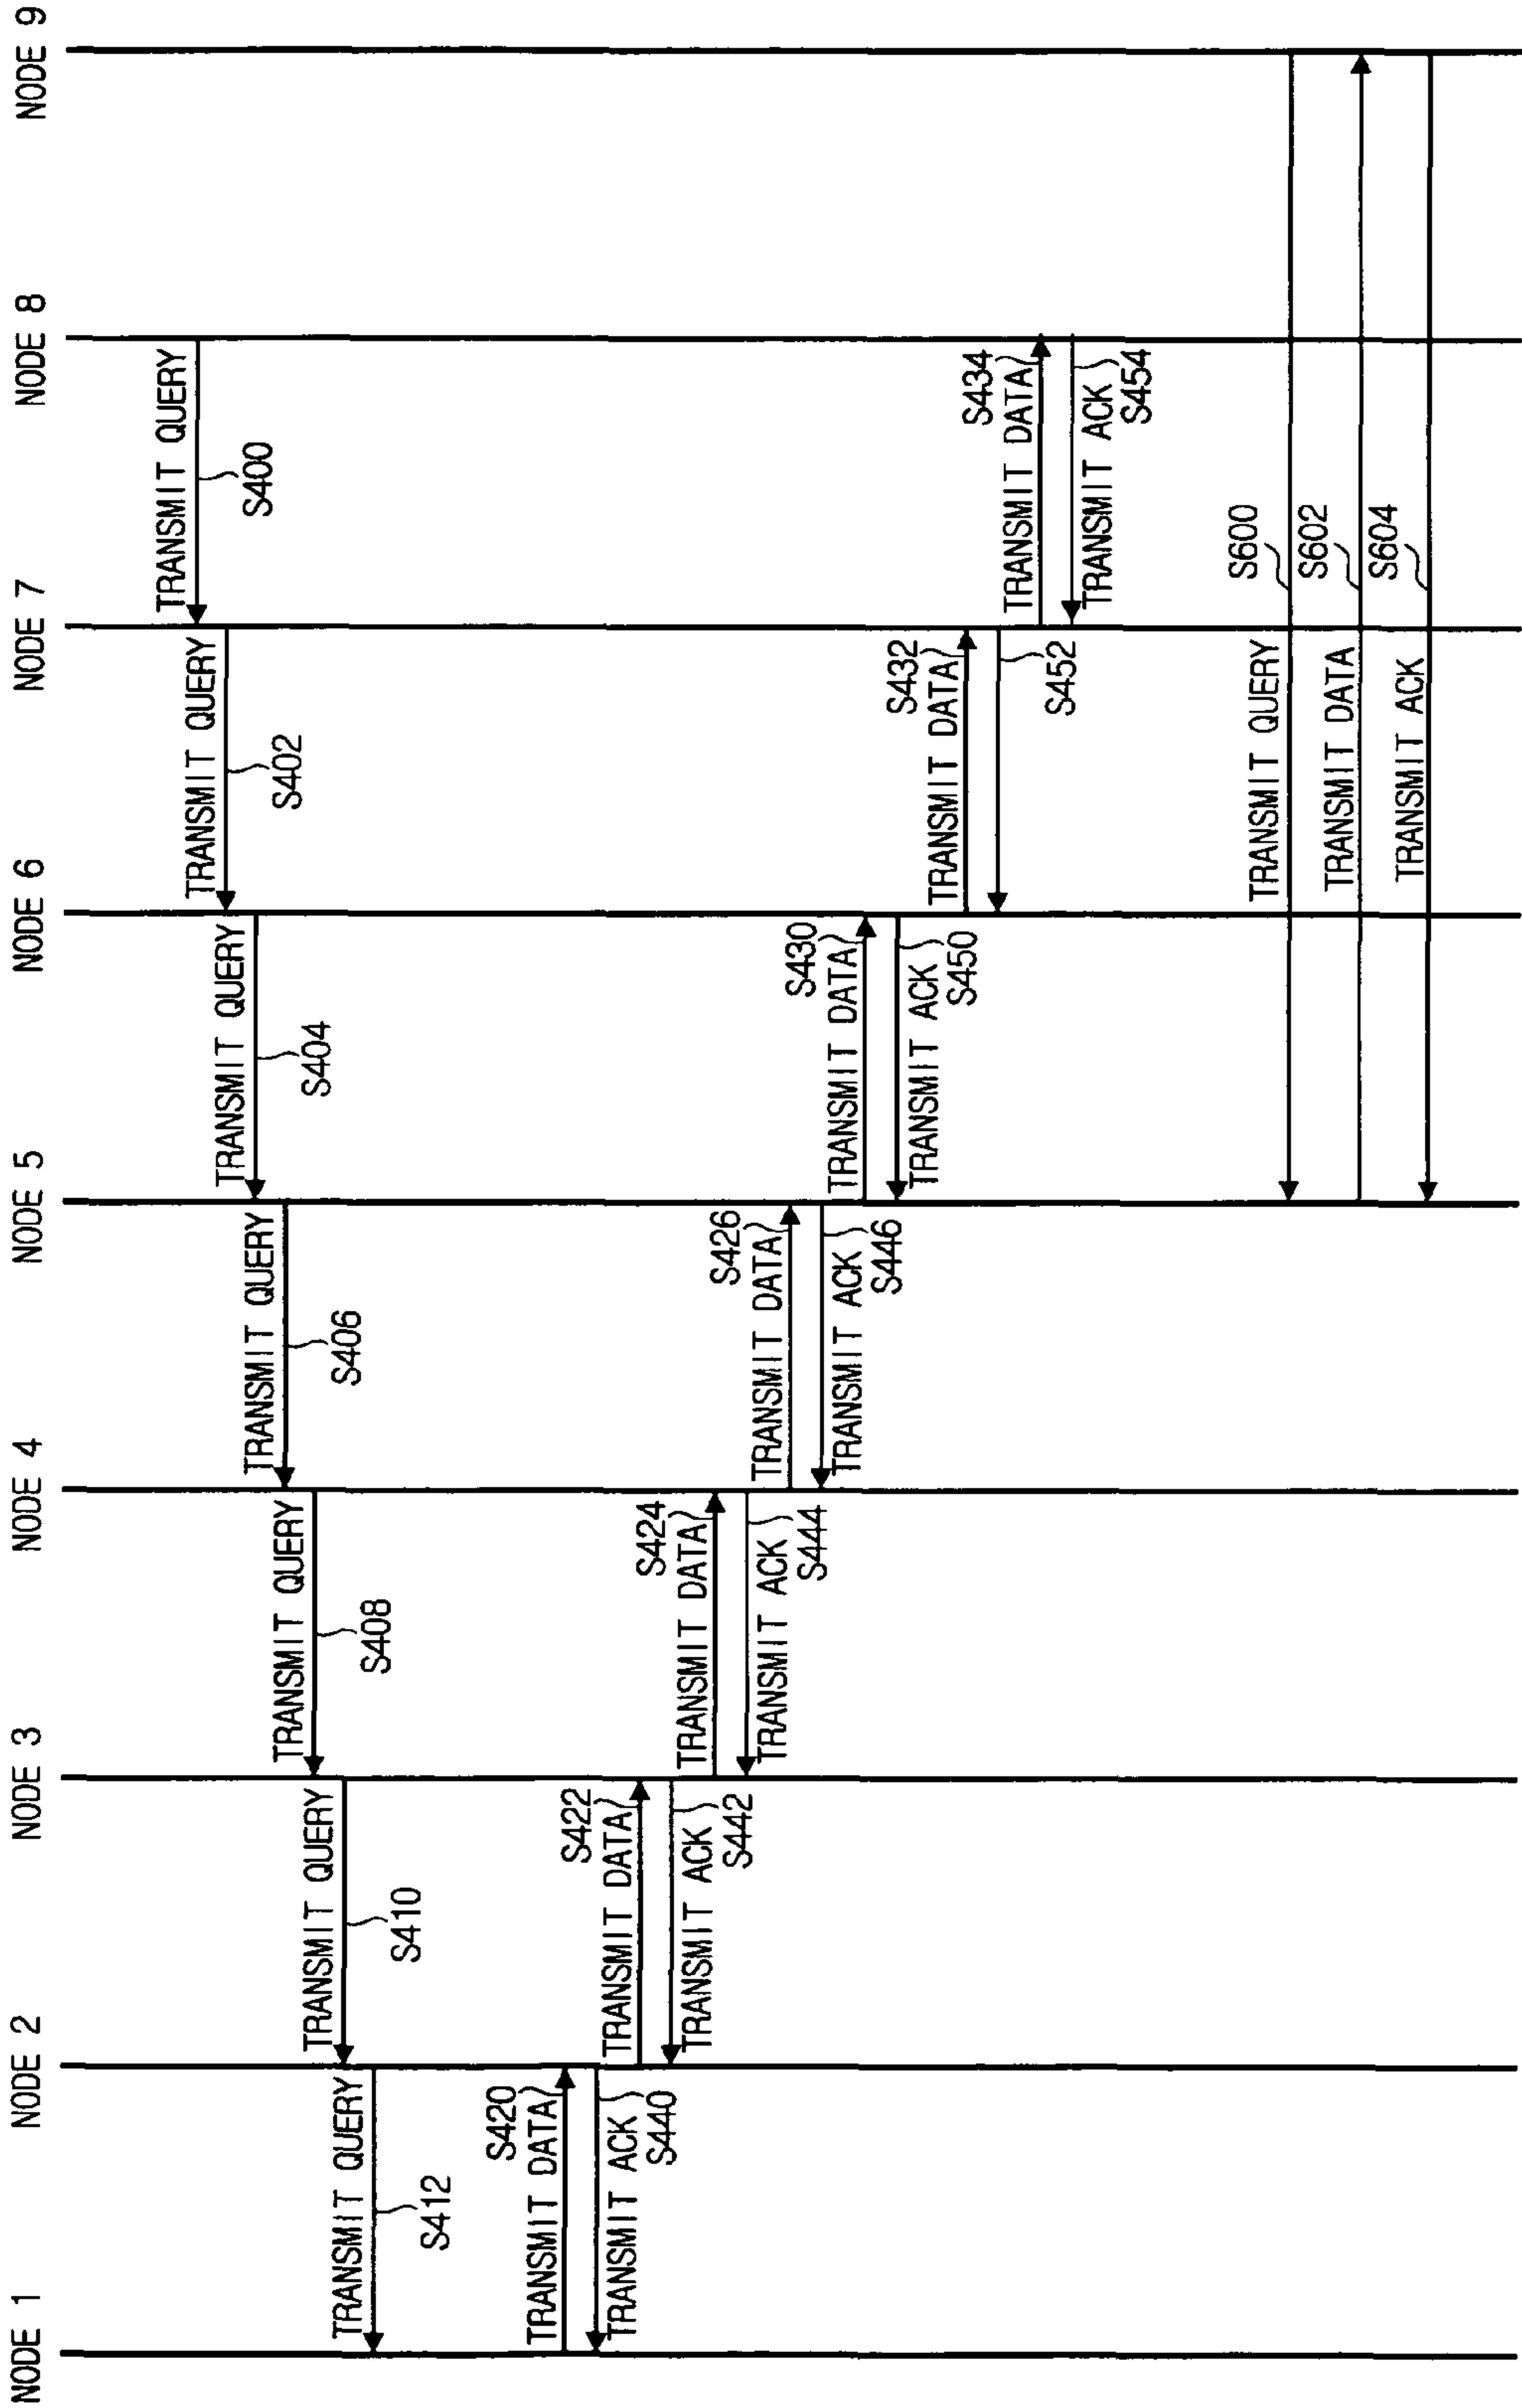 NODE 1
NODE 2
NODE 3
NODE 4
NODE 5
NODE 6
NODE 7
NODE 8
NODE 9
TRANSMIT QUERY
S400
TRANSMIT QUERY
S402
TRANSMIT QUERY
S404
TRANSMIT QUERY
S406
TRANSMIT QUERY
S408
TRANSMIT QUERY
S410
TRANSMIT QUERY
S412
S420
TRANSMIT DATA
TRANSMIT ACK
S440
S422
TRANSMIT DATA
TRANSMIT ACK
S442
S424
TRANSMIT DATA
TRANSMIT ACK
S444
S426
TRANSMIT DATA
TRANSMIT ACK
S446
S430
TRANSMIT DATA
TRANSMIT ACK
S450
S432
TRANSMIT DATA
S452
S434
TRANSMIT DATA
TRANSMIT ACK
S454
TRANSMIT QUERY S600
TRANSMIT DATA S602
TRANSMIT ACK S604